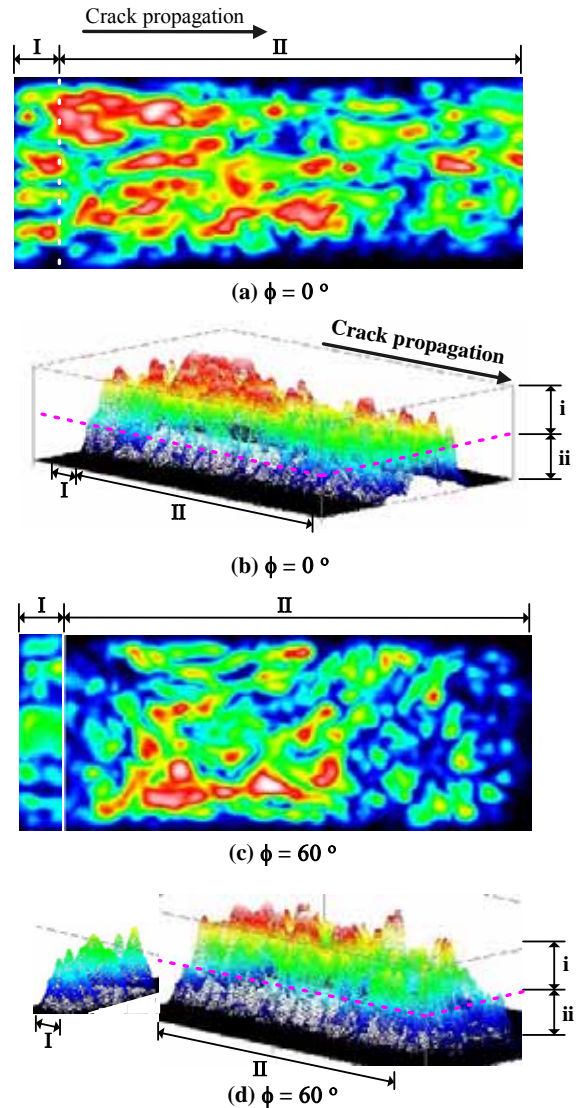 Crack propagation
I II
(a) ϕ = 0 º
Crack propagation
i
ii
I
II
(b) ϕ = 0 º
I II
(c) ϕ = 60 º
i
ii
I
II
(d) ϕ = 60 º